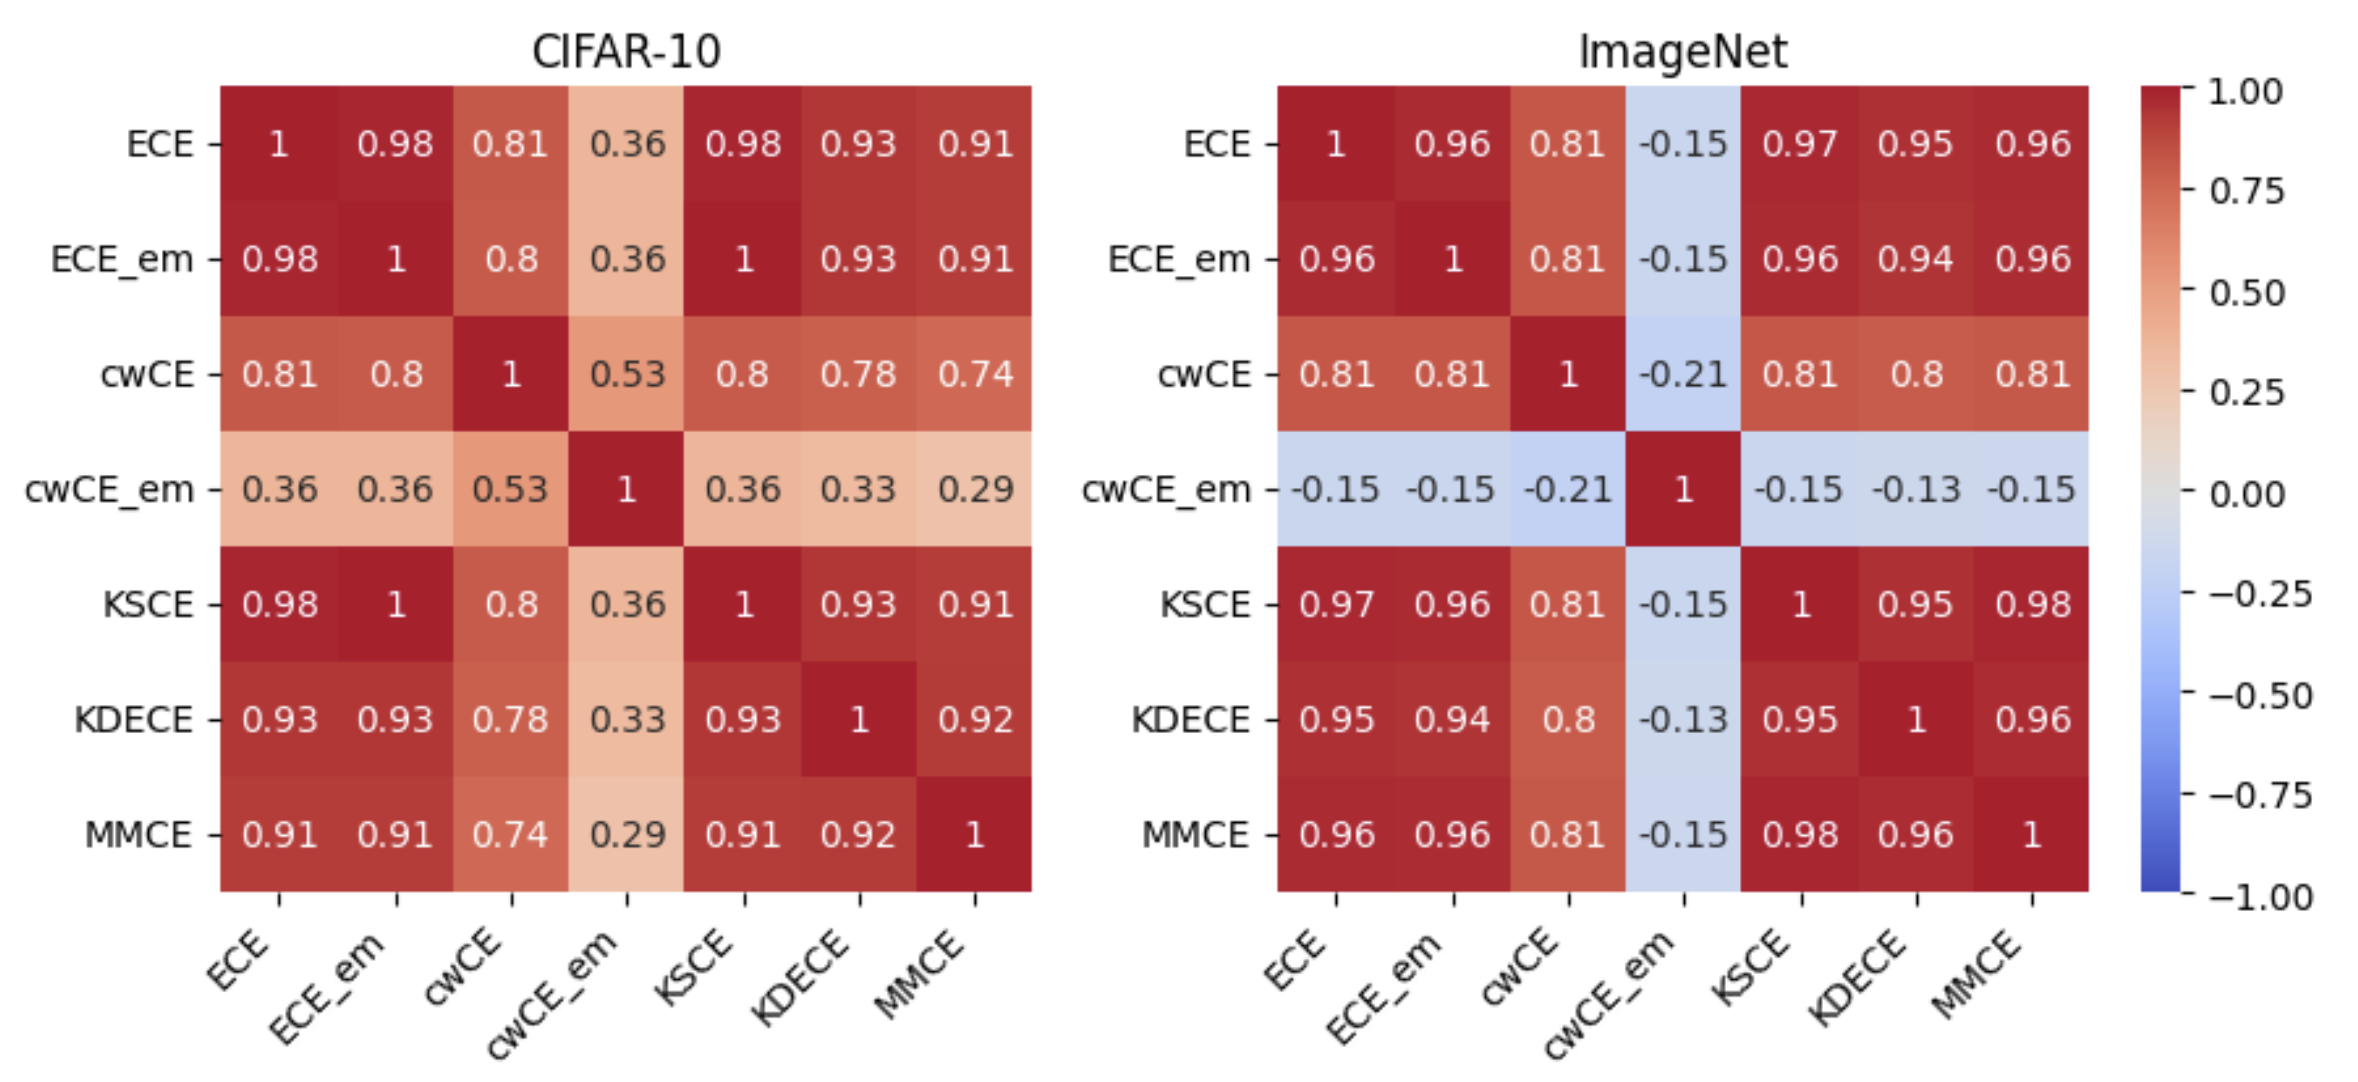 CIFAR-10
ECE 1 0.98 0.81 0.36 0.98 0.93 0.91
ECE_em 0.98 1 0.8 0.36 1 0.93 0.91
cwCE 0.81 0.8 1 0.53 0.8 0.78 0.74
cwCE_em 0.36 0.36 0.53 1 0.36 0.33 0.29
KSCE 0.98 1 0.8 0.36 1 0.93 0.91
KDECE 0.93 0.93 0.78 0.33 0.93 1 0.92
MMCE 0.91 0.91 0.74 0.29 0.91 0.92 1
ECE ECE_em cwCE cwCE_em KSCE KDECE MMCE
ImageNet
ECE 1 0.96 0.81 -0.15 0.97 0.95 0.96
ECE_em 0.96 1 0.81 -0.15 0.96 0.94 0.96
cwCE 0.81 0.81 1 -0.21 0.81 0.8 0.81
cwCE_em -0.15 -0.15 -0.21 1 -0.15 -0.13 -0.15
KSCE 0.97 0.96 0.81 -0.15 1 0.95 0.98
KDECE 0.95 0.94 0.8 -0.13 0.95 1 0.96
MMCE 0.96 0.96 0.81 -0.15 0.98 0.96 1
ECE ECE_em cwCE cwCE_em KSCE KDECE MMCE
1.00
0.75
0.50
0.25
0.00
−0.25
−0.50
−0.75
−1.00